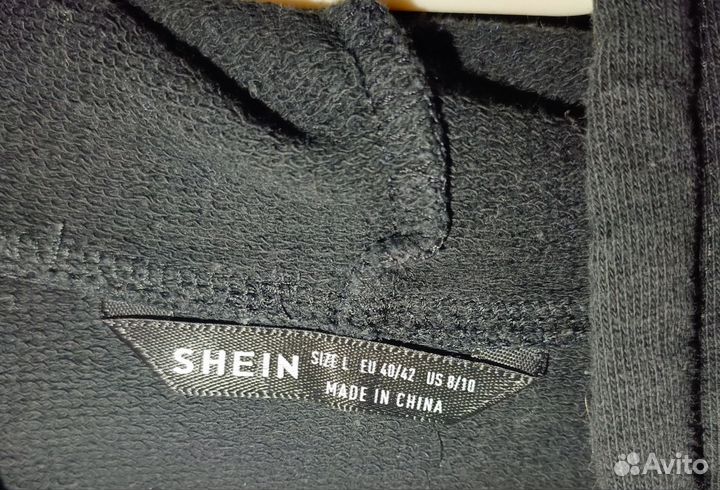 SHEIN SIZE L EU 40/42 US 8/10
MADE IN CHINA
Avito